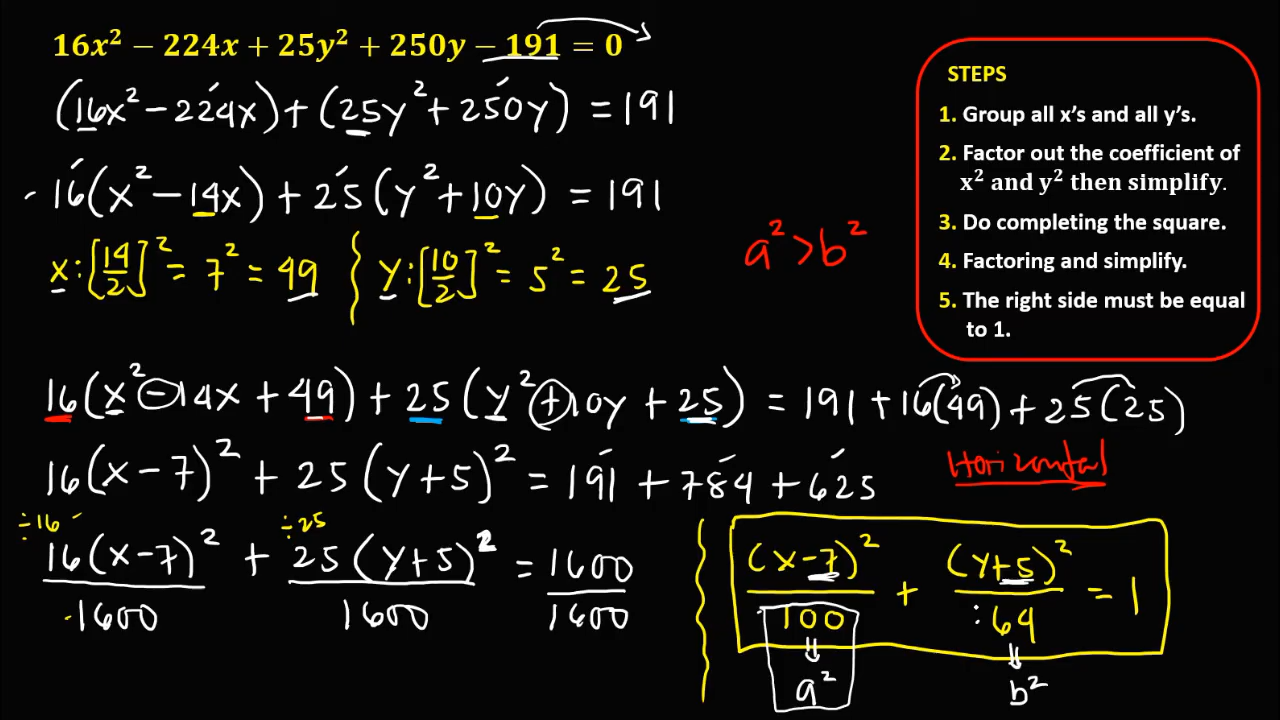 16x² − 224x + 25y² + 250y − 191 = 0
(16x² − 224x) + (25y² + 250y) = 191
16(x² − 14x) + 25(y² + 10y) = 191
x:[14/2]² = 7² = 49
y:[10/2]² = 5² = 25
a² > b²
16(x² − 14x + 49) + 25(y² + 10y + 25) = 191 + 16(49) + 25(25)
16(x − 7)² + 25(y + 5)² = 191 + 784 + 625
Horizontal
÷16 ÷25
16(x − 7)²/1600 + 25(y + 5)²/1600 = 1600/1600
(x − 7)²/100 + (y + 5)²/64 = 1
a² b²
STEPS
1. Group all x's and all y's.
2. Factor out the coefficient of
x² and y² then simplify.
3. Do completing the square.
4. Factoring and simplify.
5. The right side must be equal
to 1.